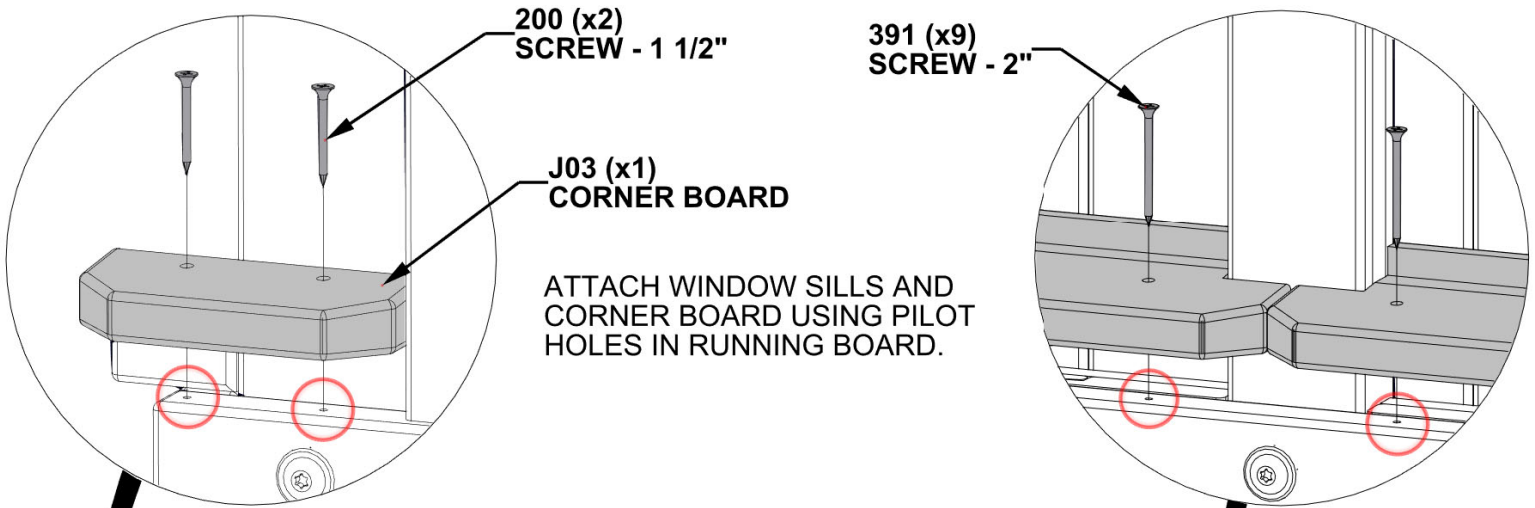 200 (x2)
SCREW - 1 1/2"
391 (x9)
SCREW - 2"
J03 (x1)
CORNER BOARD
ATTACH WINDOW SILLS AND
CORNER BOARD USING PILOT
HOLES IN RUNNING BOARD.